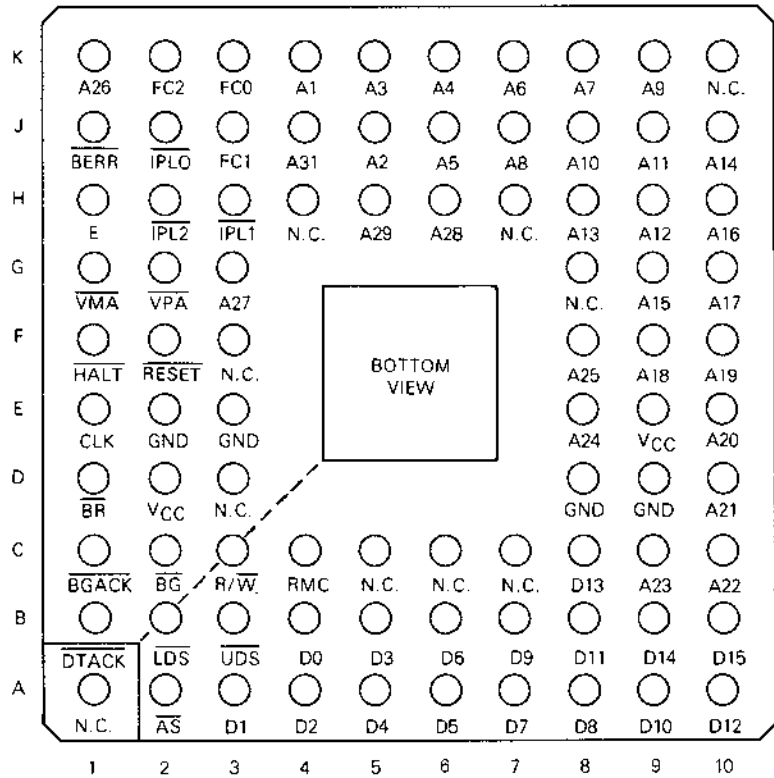 K
A26 FC2 FC0 A1 A3 A4 A6 A7 A9 N.C.
J
BERR IPL0 FC1 A31 A2 A5 A8 A10 A11 A14
H
E IPL2 IPL1 N.C. A29 A28 N.C. A13 A12 A16
G
VMA VPA A27 N.C. A15 A17
F
HALT RESET N.C. A25 A18 A19
BOTTOM
VIEW
E
CLK GND GND A24 VCC A20
D
BR VCC N.C. GND GND A21
C
BGACK BG R/W RMC N.C. N.C. N.C. D13 A23 A22
B
DTACK LDS UDS D0 D3 D6 D9 D11 D14 D15
A
N.C. AS D1 D2 D4 D5 D7 D8 D10 D12
1 2 3 4 5 6 7 8 9 10